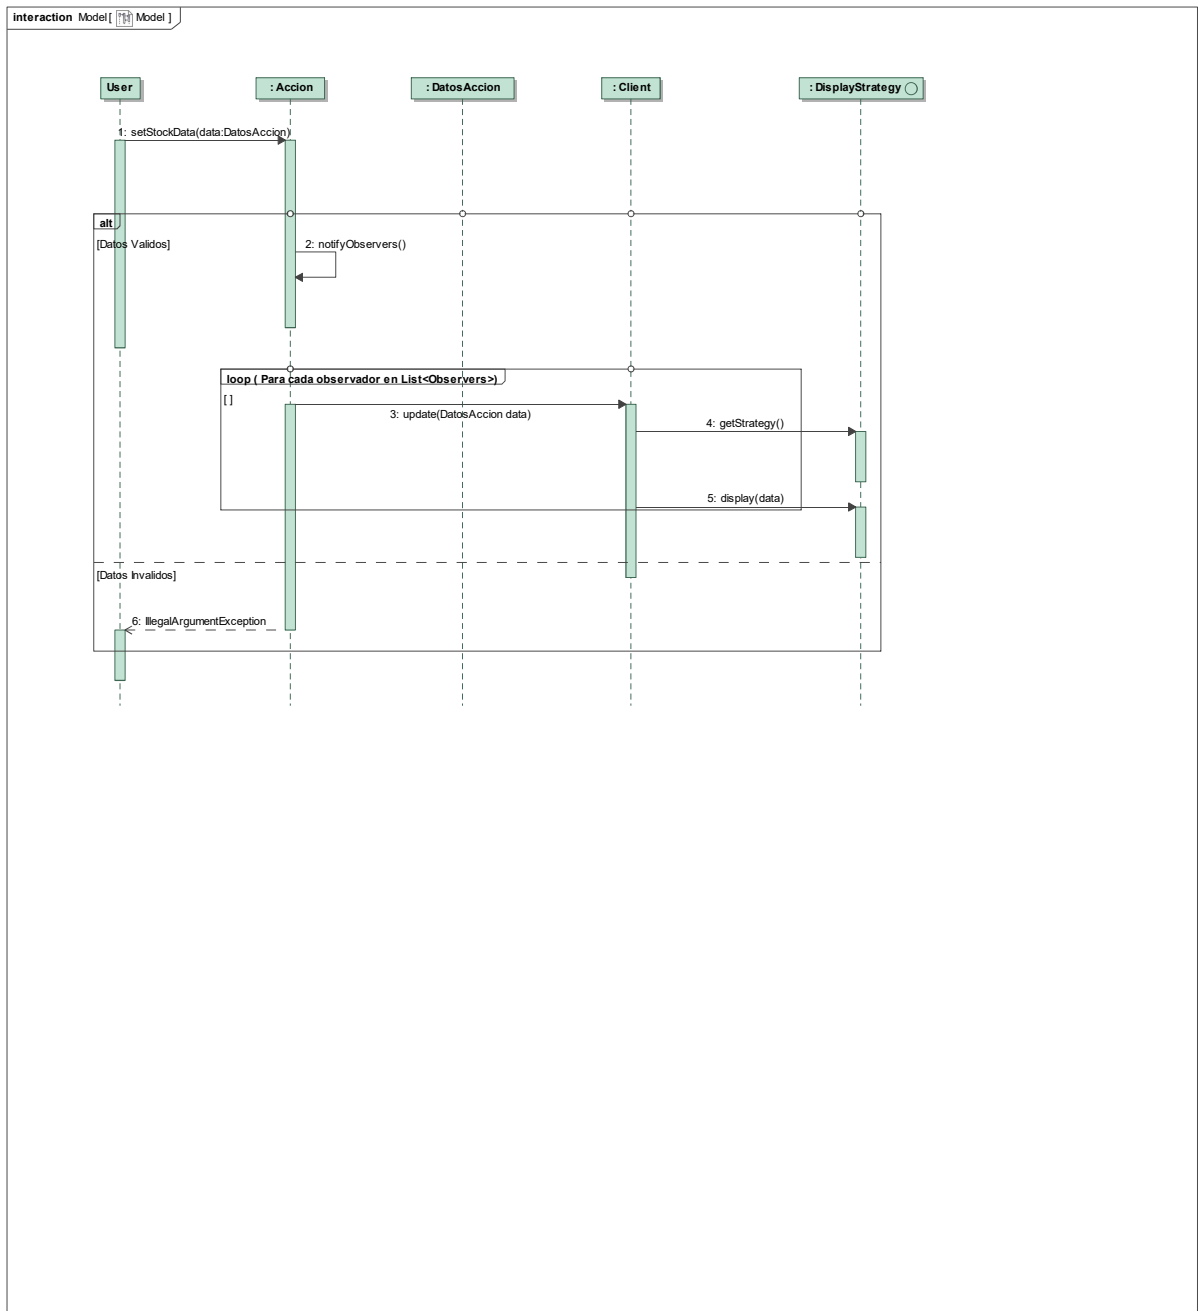 interaction Model [ Model ]
User
: Accion
: DatosAccion
: Client
: DisplayStrategy
1: setStockData(data:DatosAccion)
alt
[Datos Validos]
2: notifyObservers()
loop ( Para cada observador en List<Observers>)
[ ]
3: update(DatosAccion data)
4: getStrategy()
5: display(data)
[Datos Invalidos]
6: IllegalArgumentException